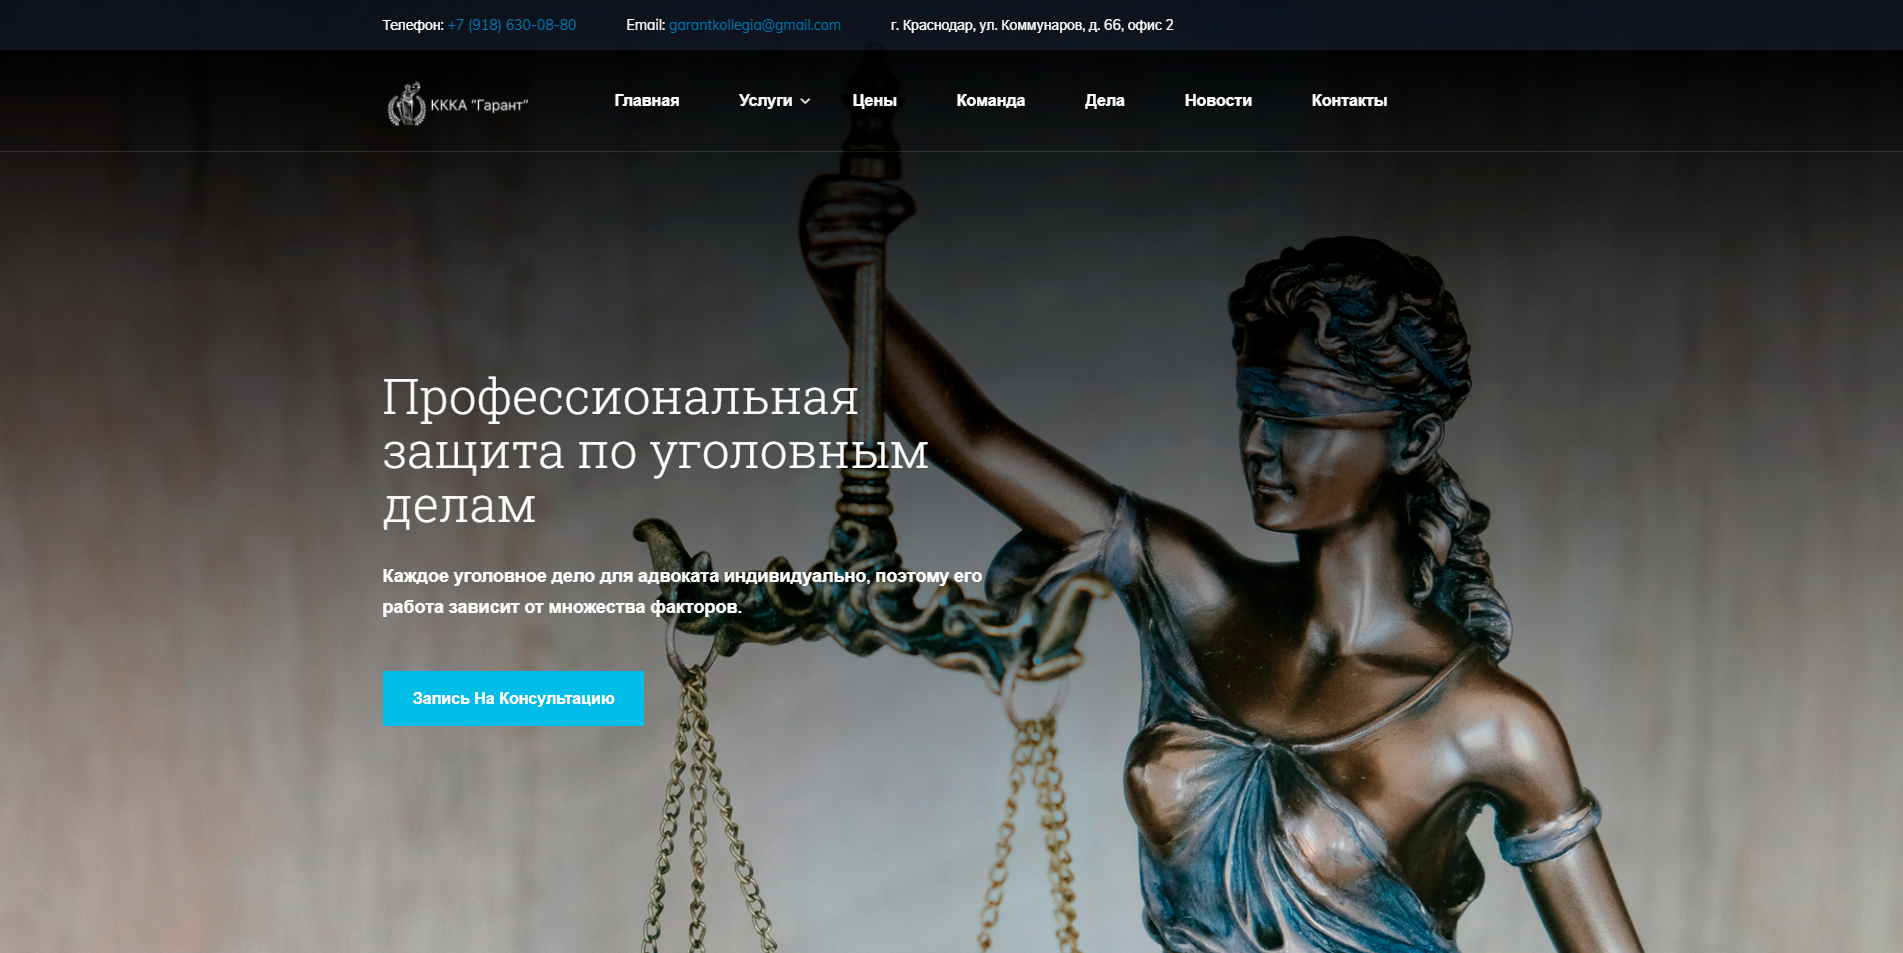 Телефон: +7 (918) 630-08-80 Email: garantkollegia@gmail.com г. Краснодар, ул. Коммунаров, д. 66, офис 2
ККА "Гарант" Главная Услуги Цены Команда Дела Новости Контакты
Профессиональная
защита по уголовным
делам
Каждое уголовное дело для адвоката индивидуально, поэтому его
работа зависит от множества факторов.
Запись На Консультацию